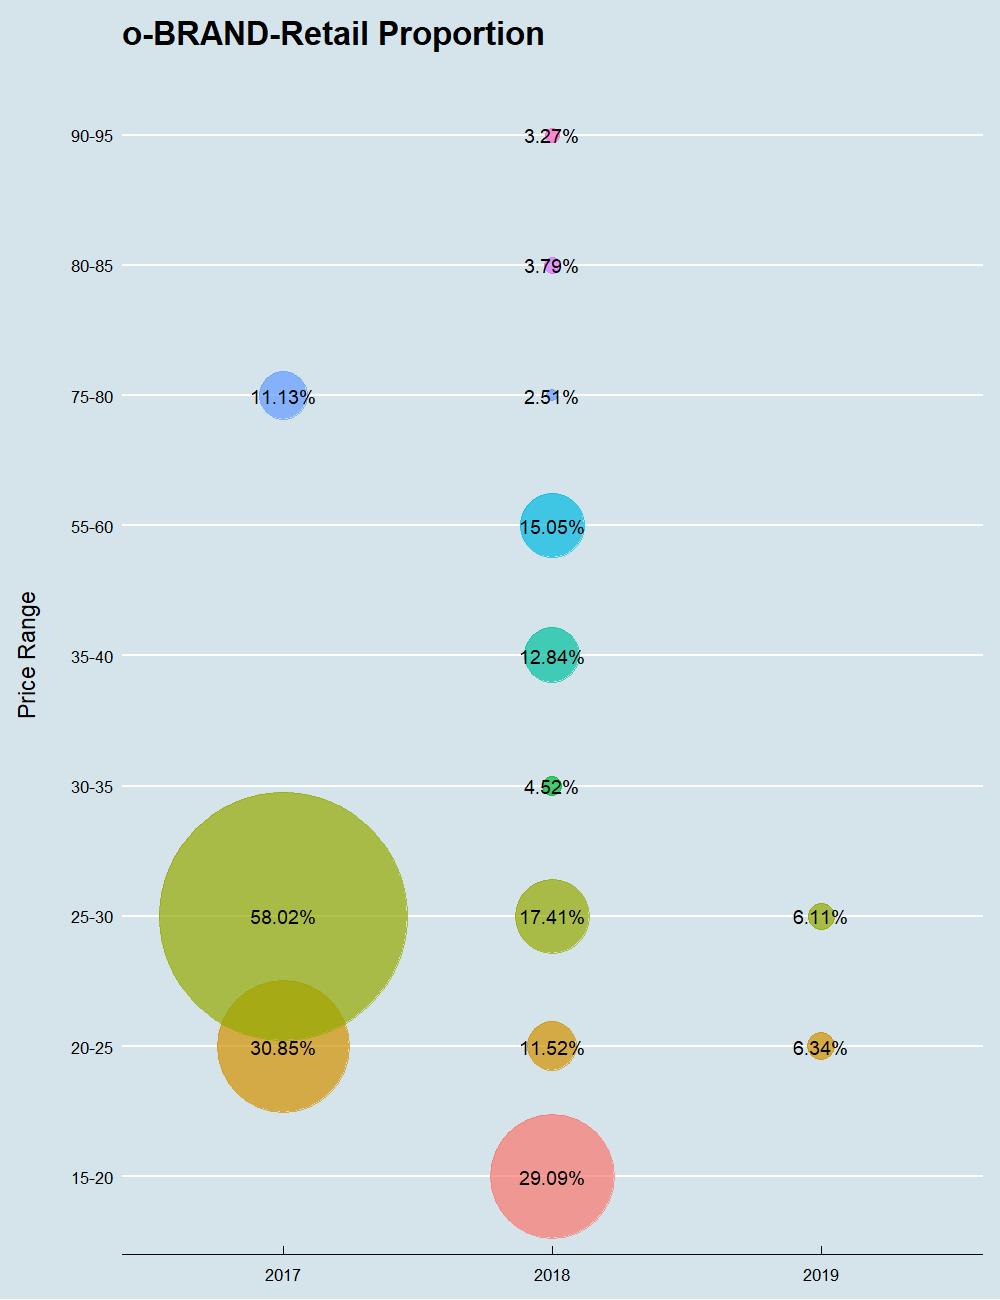 o-BRAND-Retail Proportion
Price Range
90-95 3.27%
80-85 3.79%
75-80 11.13% 2.51%
55-60 15.05%
35-40 12.84%
30-35 4.52%
25-30 58.02% 17.41% 6.11%
20-25 30.85% 11.52% 6.34%
15-20 29.09%
2017 2018 2019